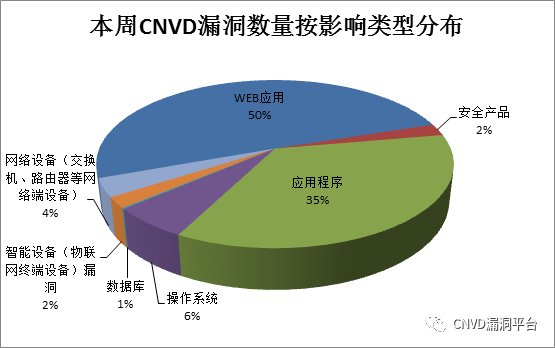 本周CNVD漏洞数量按影响类型分布
WEB应用
50%
安全产品
2%
应用程序
35%
网络设备（交换
机、路由器等网
络端设备）
4%
智能设备（物联
网终端设备）漏
洞
2%
数据库
1%
操作系统
6%
CNVD漏洞平台